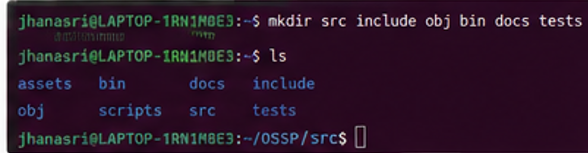 jhanasri@LAPTOP-1RN1M8E3:~$ mkdir src include obj bin docs tests
jhanasri@LAPTOP-1RN1M8E3:~$ ls
assets bin docs include
obj scripts src tests
jhanasri@LAPTOP-1RN1M8E3:~/OSSP/src$